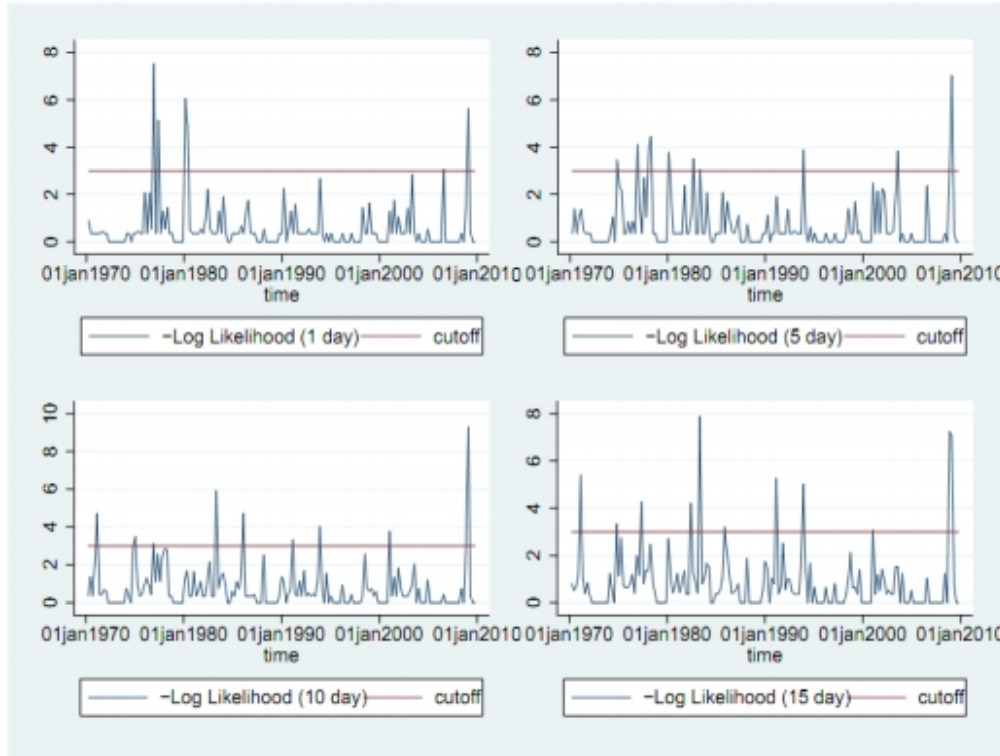 8
6
4
2
0
01jan1970 01jan1980 01jan1990 01jan2000 01jan2010
time
−Log Likelihood (1 day) cutoff
8
6
4
2
0
01jan1970 01jan1980 01jan1990 01jan2000 01jan2010
time
−Log Likelihood (5 day) cutoff
10
8
6
4
2
0
01jan1970 01jan1980 01jan1990 01jan2000 01jan2010
time
−Log Likelihood (10 day) cutoff
8
6
4
2
0
01jan1970 01jan1980 01jan1990 01jan2000 01jan2010
time
−Log Likelihood (15 day) cutoff